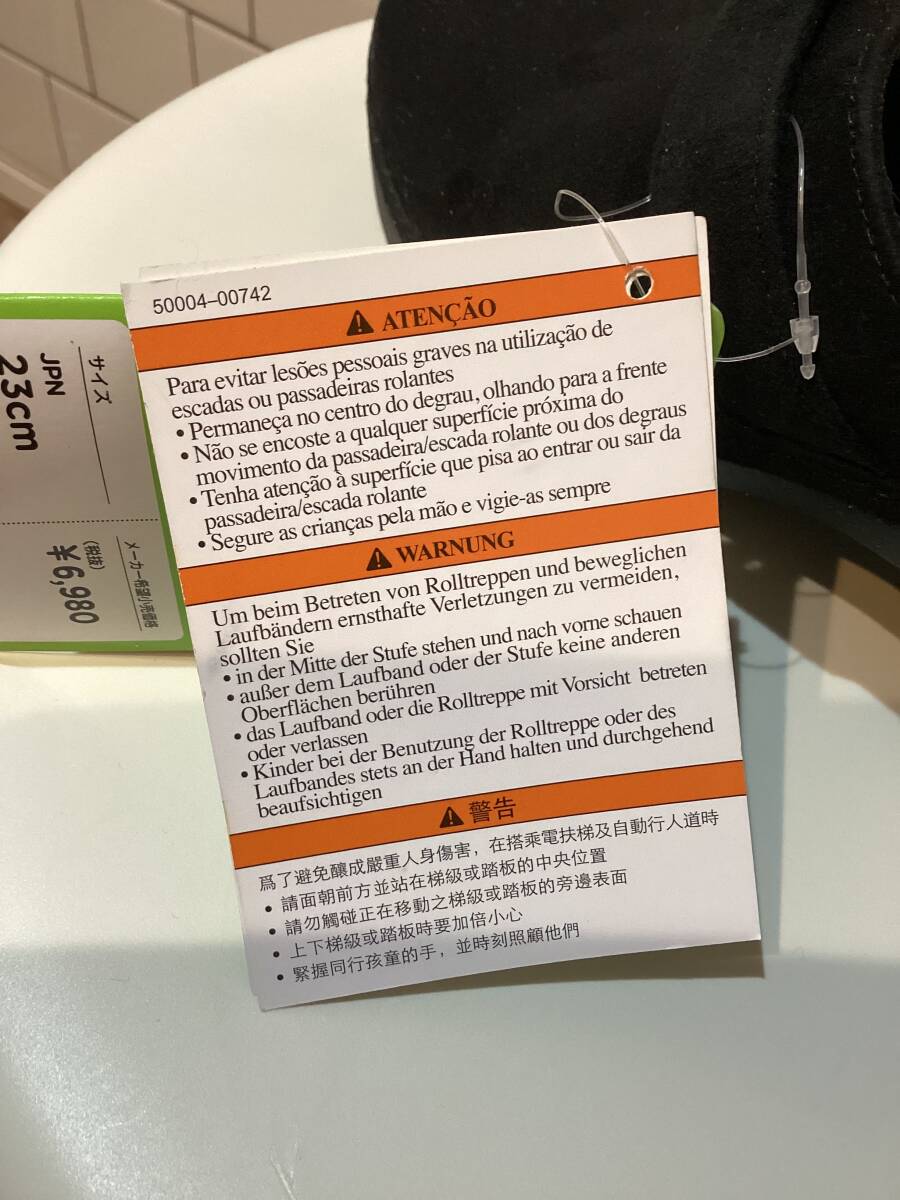 50004–00742
⚠ ATENÇÃO
Para evitar lesões pessoais graves na utilização de
escadas ou passadeiras rolantes
• Permaneça no centro do degrau, olhando para a frente
• Não se encoste a qualquer superfície próxima do
movimento da passadeira/escada rolante ou dos degraus
• Tenha atenção à superfície que pisa ao entrar ou sair da
passadeira/escada rolante
• Segure as crianças pela mão e vigie-as sempre
⚠ WARNUNG
Um beim Betreten von Rolltreppen und beweglichen
Laufbändern ernsthafte Verletzungen zu vermeiden,
sollten Sie
• in der Mitte der Stufe stehen und nach vorne schauen
• außer dem Laufband oder der Stufe keine anderen
Oberflächen berühren
• das Laufband oder die Rolltreppe mit Vorsicht betreten
oder verlassen
• Kinder bei der Benutzung der Rolltreppe oder des
Laufbandes stets an der Hand halten und durchgehend
beaufsichtigen
⚠ 警告
爲了避免釀成嚴重人身傷害，在搭乘電扶梯及自動行人道時
• 請面朝前方並站在梯級或踏板的中央位置
• 請勿觸碰正在移動之梯級或踏板的旁邊表面
• 上下梯級或踏板時要加倍小心
• 緊握同行孩童的手，並時刻照顧他們
サイズ
JPN
23cm
メーカー希望小売価格
(税抜)
¥6,980